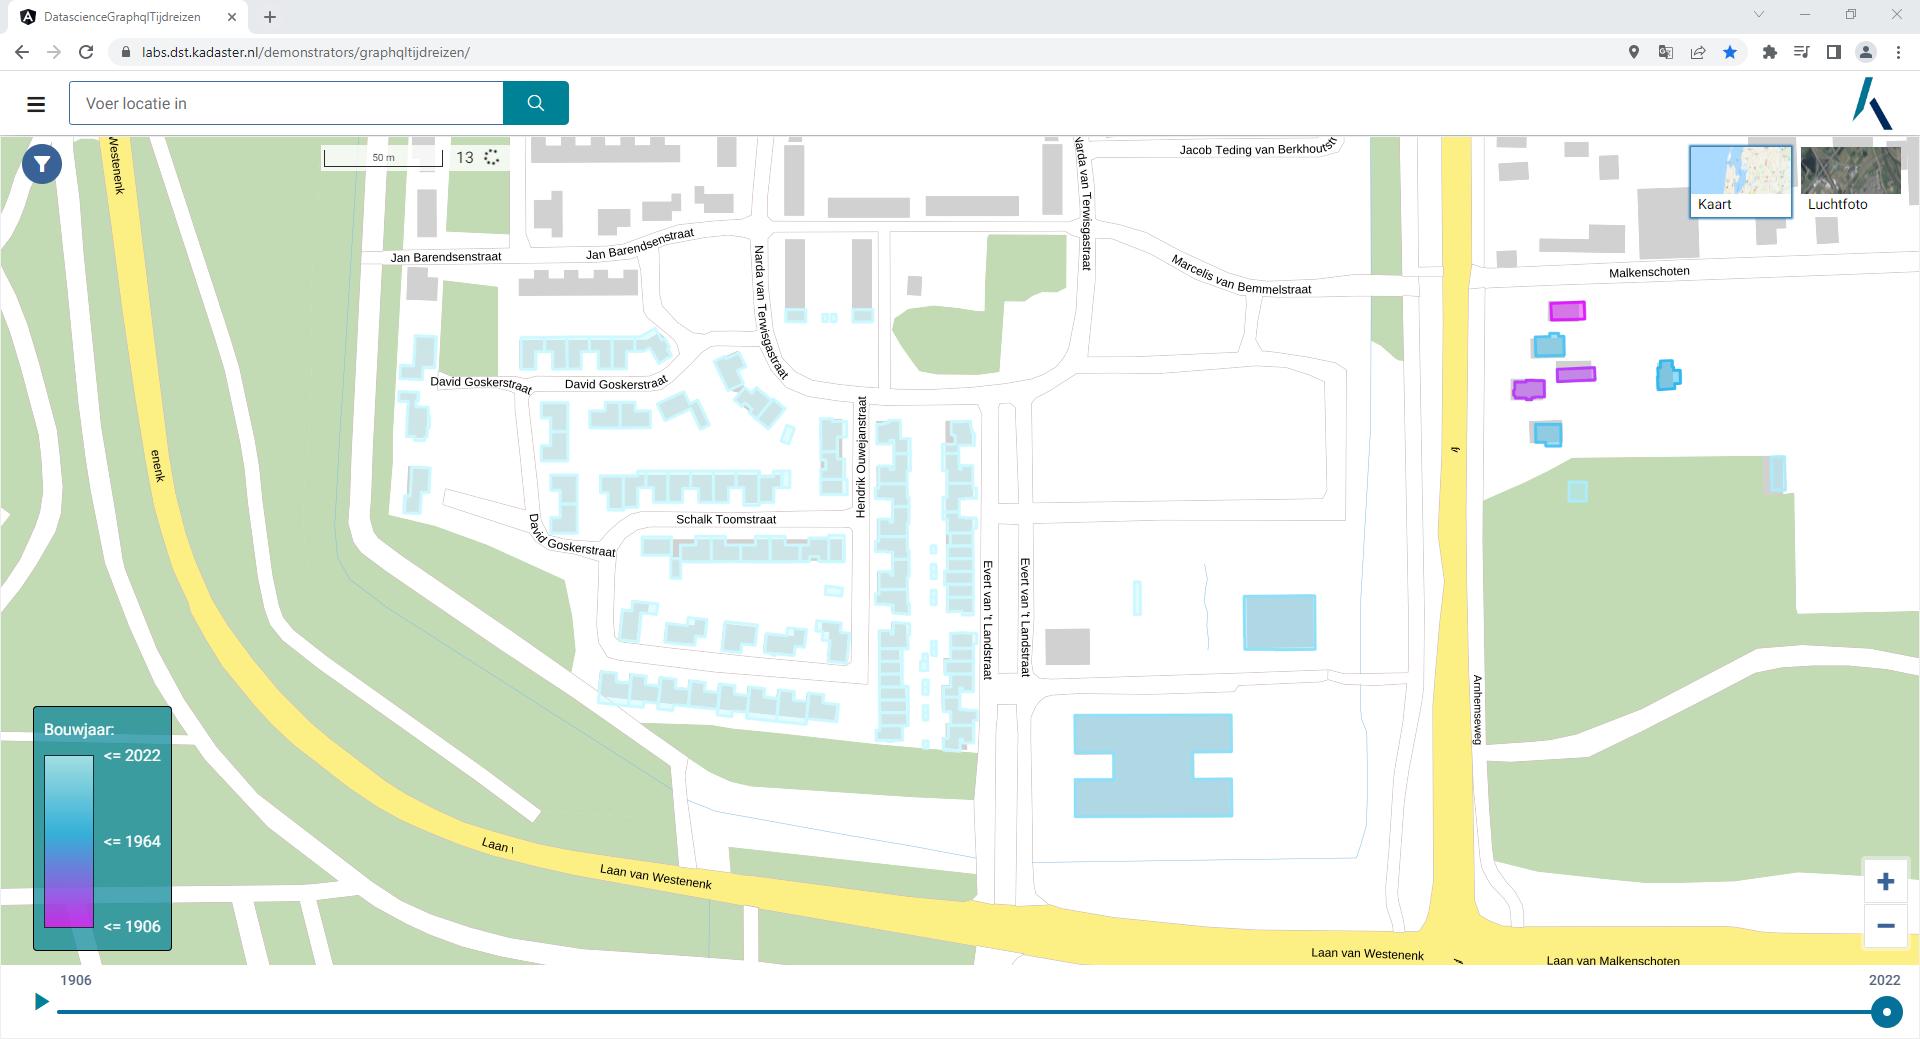 DatascienceGraphqlTijdreizen
labs.dst.kadaster.nl/demonstrators/graphqltijdreizen/
Voer locatie in
50 m
13
Kaart
Luchtfoto
Westenenk
Jacob Teding van Berkhoutstr
Narda van Terwisgastraat
Jan Barendsenstraat
Jan Barendsenstraat
Narda van Terwisgastraat
Marcelis van Bemmelstraat
Malkenschoten
David Goskerstraat
David Goskerstraat
Hendrik Ouwejanstraat
enenk
Schalk Toomstraat
David Goskerstraat
Evert van 't Landstraat
Evert van 't Landstraat
Arnhemseweg
Bouwjaar:
<= 2022
<= 1964
<= 1906
Laan
Laan van Westenenk
Laan van Westenenk
Laan van Malkenschoten
+
−
1906
2022